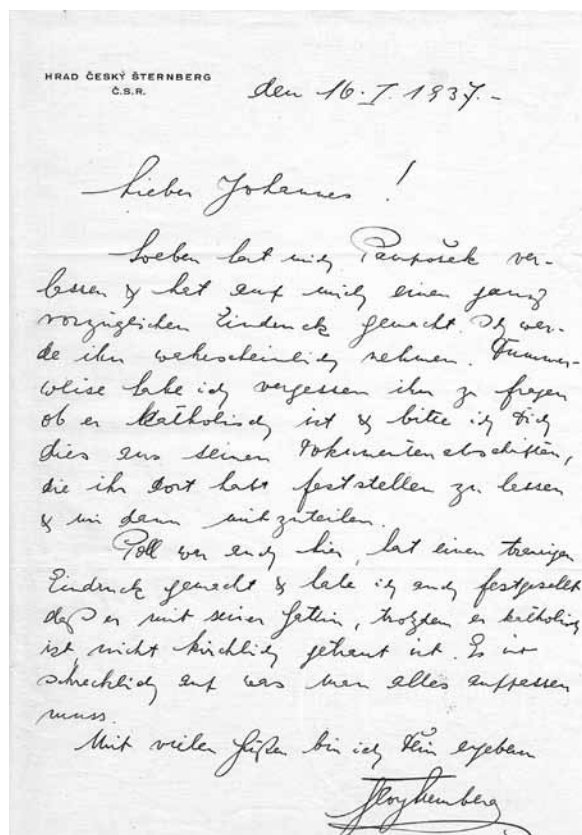 HRAD ČESKÝ ŠTERNBERG
Č.S.R.
den 16. I. 1937.-
Lieber Johannes !
Soeben hat mich Pauposek ver-
lassen & hat auf mich einen ganz
vorzüglichen Eindruck gemacht. Ich wer-
de ihn wahrscheinlich nehmen. Dummer-
weise habe ich vergessen ihn zu fragen
ob er Katholisch ist & bitte ich Dich
dies aus seinen Dokumentenabschriften,
die ihr dort habt feststellen zu lassen
& mir dann mitzuteilen.
Poll war auch hier, hat einen traurigen
Eindruck gemacht & habe ich auch festgestellt
daß er mit seiner Gattin, trotzdem er katholisch
ist nicht kirchlich getraut ist. Es ist
schrecklich auf was man alles aufpassen
muss.
Mit vielen Grüßen bin ich Dein ergebener